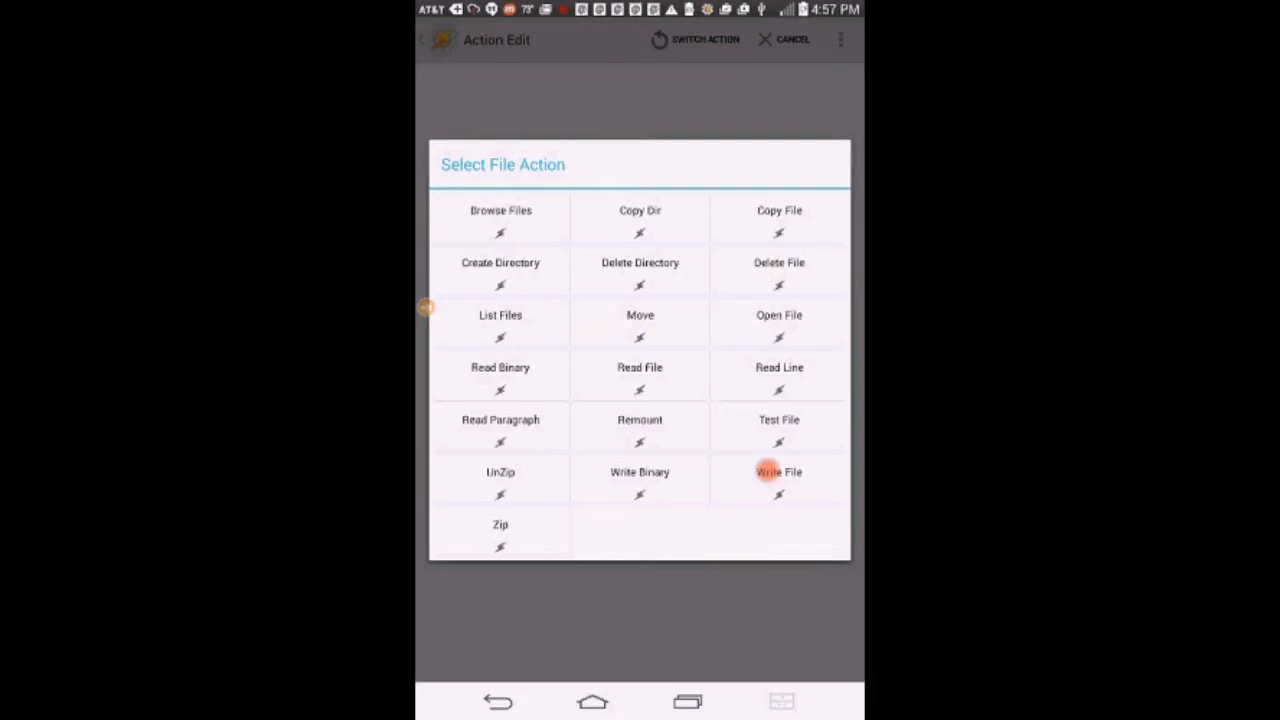 AT&T 73° 4:57 PM
Action Edit SWITCH ACTION CANCEL
Select File Action
Browse Files Copy Dir Copy File
Create Directory Delete Directory Delete File
List Files Move Open File
Read Binary Read File Read Line
Read Paragraph Remount Test File
UnZip Write Binary Write File
Zip